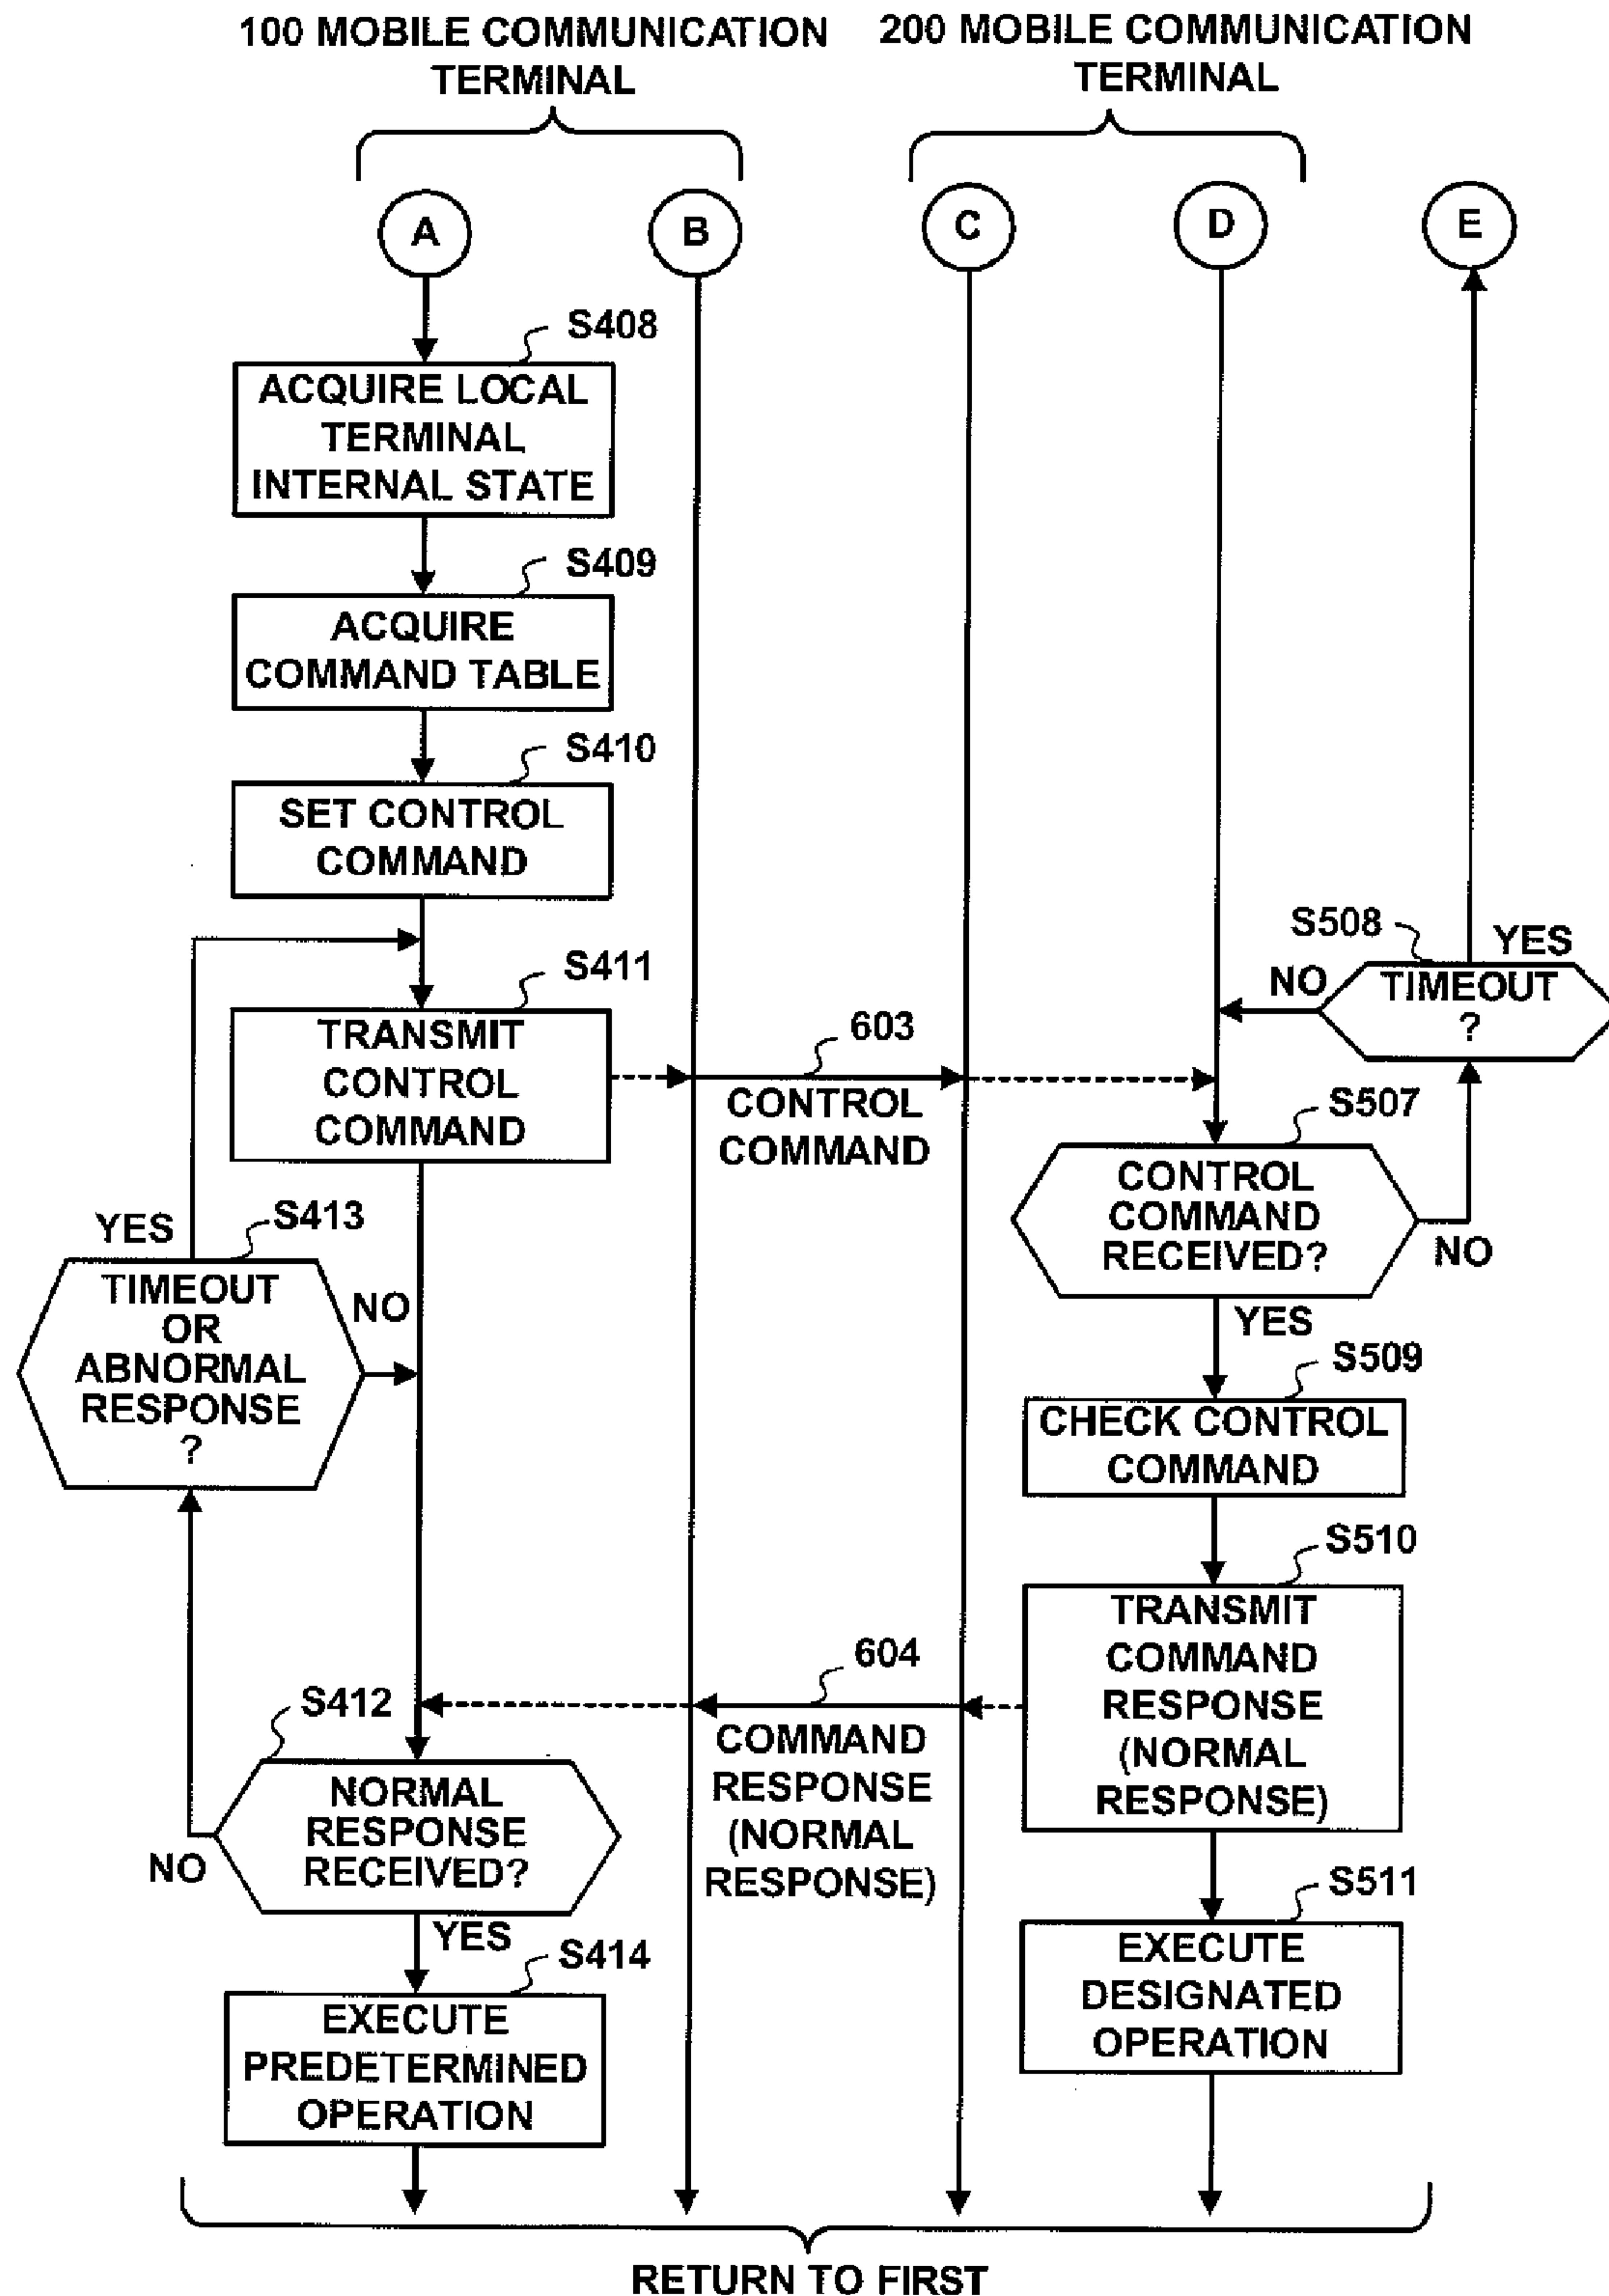 100 MOBILE COMMUNICATION
TERMINAL
200 MOBILE COMMUNICATION
TERMINAL
A
B
C
D
E
S408
ACQUIRE LOCAL
TERMINAL
INTERNAL STATE
S409
ACQUIRE
COMMAND TABLE
S410
SET CONTROL
COMMAND
S411
TRANSMIT
CONTROL
COMMAND
603
CONTROL
COMMAND
S508
YES
NO
TIMEOUT
?
S507
CONTROL
COMMAND
RECEIVED?
NO
YES
S413
YES
TIMEOUT
OR
ABNORMAL
RESPONSE
?
NO
S509
CHECK CONTROL
COMMAND
S510
TRANSMIT
COMMAND
RESPONSE
(NORMAL
RESPONSE)
604
COMMAND
RESPONSE
(NORMAL
RESPONSE)
S412
NORMAL
RESPONSE
RECEIVED?
NO
YES
S414
EXECUTE
PREDETERMINED
OPERATION
S511
EXECUTE
DESIGNATED
OPERATION
RETURN TO FIRST